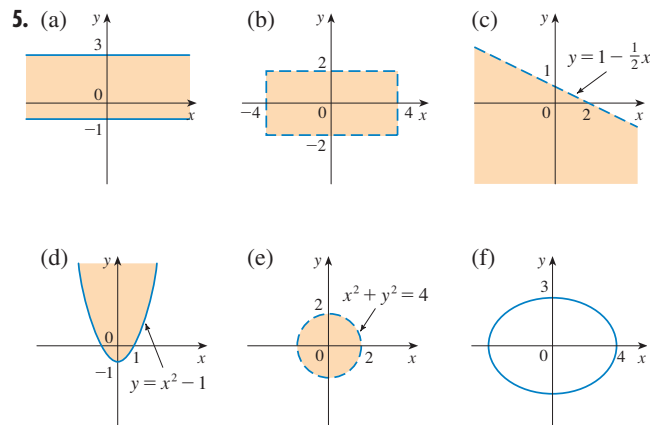 5. (a)
y
3
0
x
−1
(b)
y
2
−4
0
4 x
−2
(c)
y
y = 1 − ½x
1
0
2
x
(d)
y
0
1
x
−1
y = x² − 1
(e)
y
x² + y² = 4
2
0
2
x
(f)
y
3
0
4 x